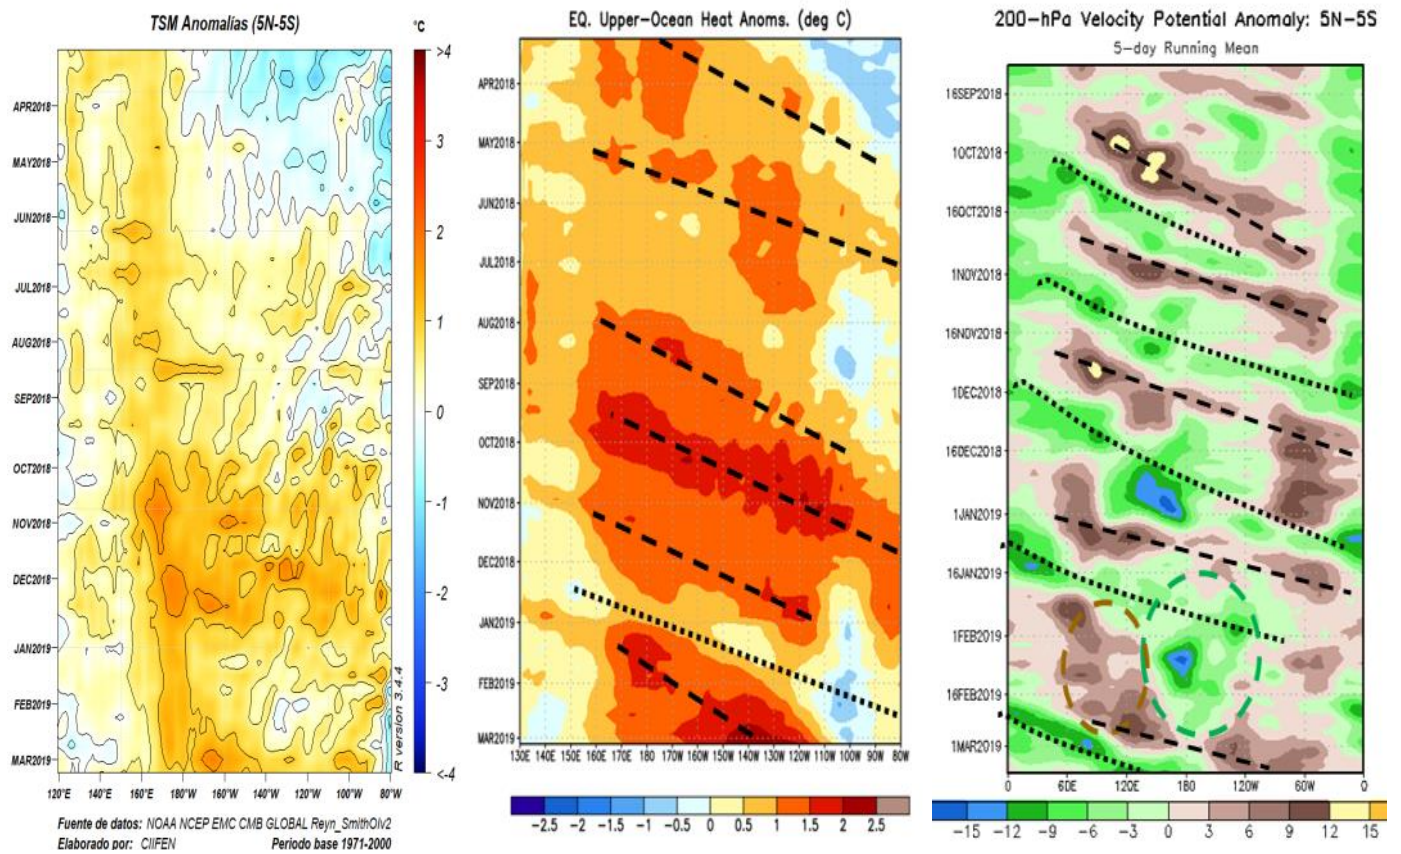 TSM Anomalías (5N-5S)
°C
APR2018
MAY2018
JUN2018
JUL2018
AUG2018
SEP2018
OCT2018
NOV2018
DEC2018
JAN2019
FEB2019
MAR2019
120°E 140°E 160°E 180°W 160°W 140°W 120°W 100°W 80°W
>4
3
2
1
0
-1
-2
-3
<-4
R version 3.4.4
Fuente de datos: NOAA NCEP EMC CMB GLOBAL Reyn_SmithOIv2
Elaborado por: CIIFEN Periodo base 1971-2000
EQ. Upper-Ocean Heat Anoms. (deg C)
APR2018
MAY2018
JUN2018
JUL2018
AUG2018
SEP2018
OCT2018
NOV2018
DEC2018
JAN2019
FEB2019
MAR2019
130E 140E 150E 160E 170E 180 170W 160W 150W 140W 130W 120W 110W 100W 90W 80W
-2.5 -2 -1.5 -1 -0.5 0 0.5 1 1.5 2 2.5
200-hPa Velocity Potential Anomaly: 5N-5S
5-day Running Mean
16SEP2018
1OCT2018
16OCT2018
1NOV2018
16NOV2018
1DEC2018
16DEC2018
1JAN2019
16JAN2019
1FEB2019
16FEB2019
1MAR2019
0 60E 120E 180 120W 60W 0
-15 -12 -9 -6 -3 0 3 6 9 12 15